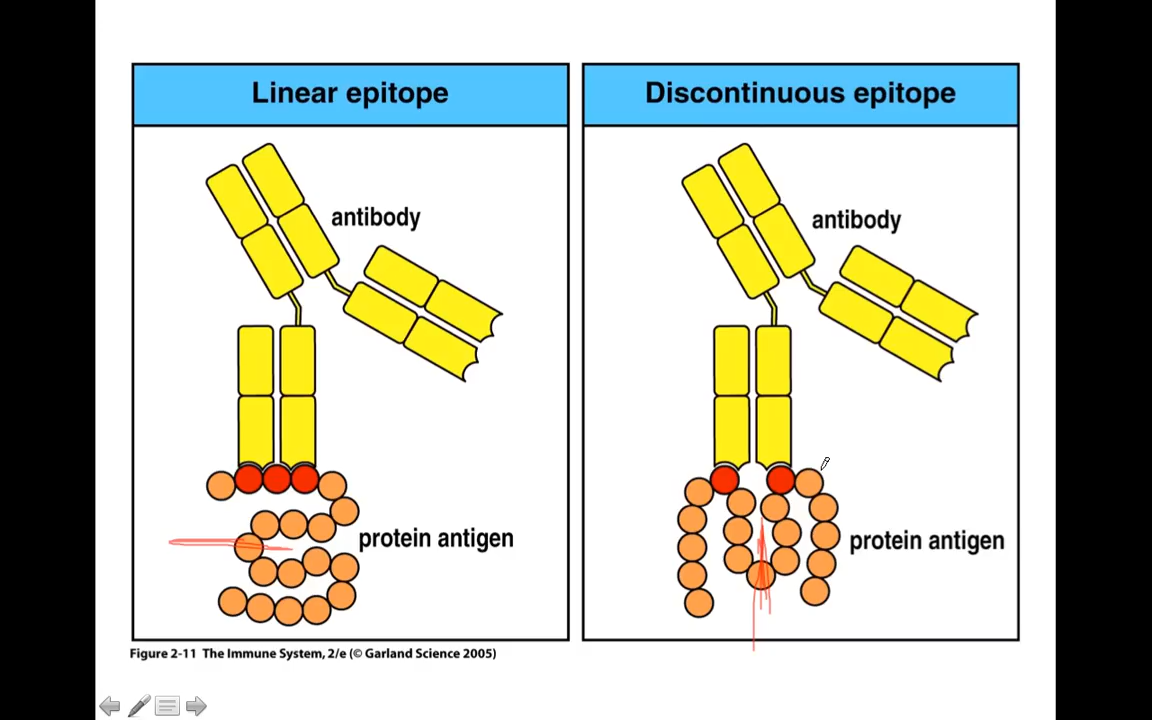 Linear epitope
Discontinuous epitope
antibody
antibody
protein antigen
protein antigen
Figure 2-11 The Immune System, 2/e (© Garland Science 2005)